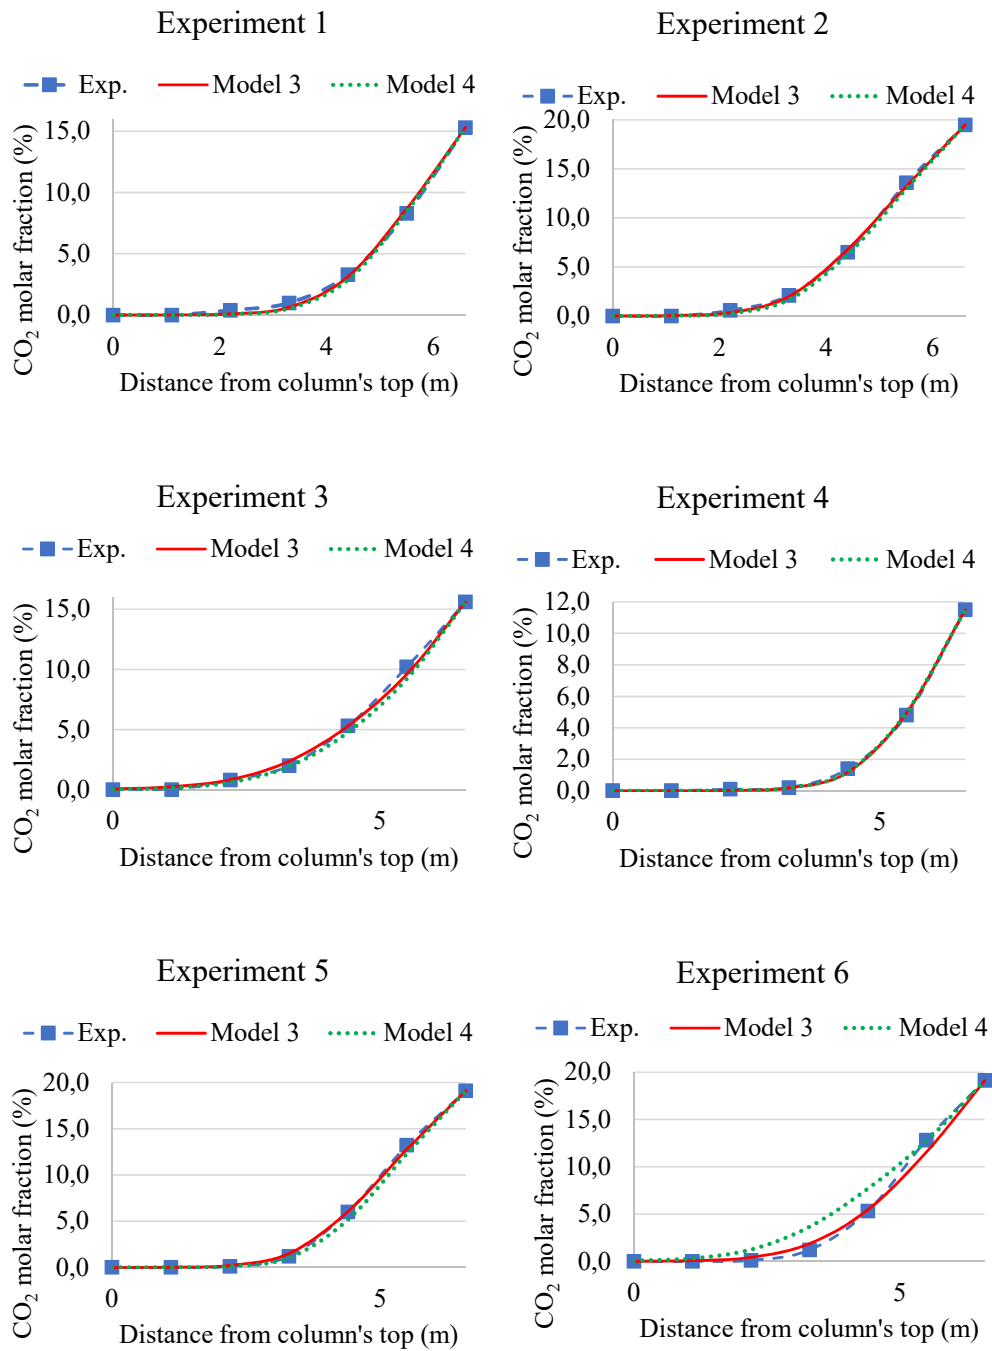 Experiment 1
Exp. Model 3 Model 4
CO2 molar fraction (%)
15,0
10,0
5,0
0,0
0 2 4 6
Distance from column's top (m)
Experiment 2
Exp. Model 3 Model 4
CO2 molar fraction (%)
20,0
15,0
10,0
5,0
0,0
0 2 4 6
Distance from column's top (m)
Experiment 3
Exp. Model 3 Model 4
CO2 molar fraction (%)
15,0
10,0
5,0
0,0
0 5
Distance from column's top (m)
Experiment 4
Exp. Model 3 Model 4
CO2 molar fraction (%)
12,0
10,0
8,0
6,0
4,0
2,0
0,0
0 5
Distance from column's top (m)
Experiment 5
Exp. Model 3 Model 4
CO2 molar fraction (%)
20,0
15,0
10,0
5,0
0,0
0 5
Distance from column's top (m)
Experiment 6
Exp. Model 3 Model 4
CO2 molar fraction (%)
20,0
15,0
10,0
5,0
0,0
0 5
Distance from column's top (m)